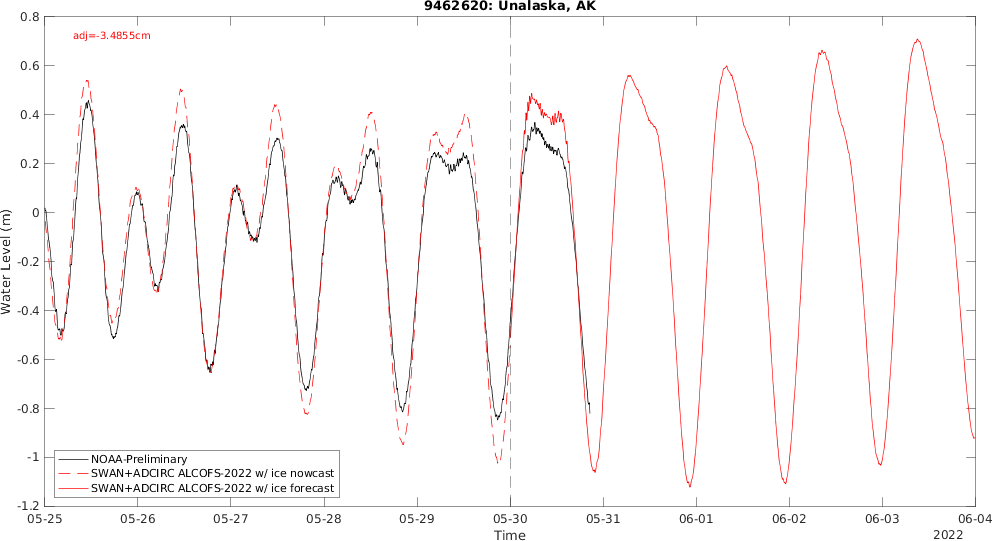 9462620: Unalaska, AK
adj=-3.4855cm
0.8
0.6
0.4
0.2
0
-0.2
-0.4
-0.6
-0.8
-1
-1.2
Water Level (m)
NOAA-Preliminary
SWAN+ADCIRC ALCOFS-2022 w/ ice nowcast
SWAN+ADCIRC ALCOFS-2022 w/ ice forecast
05-25 05-26 05-27 05-28 05-29 05-30 05-31 06-01 06-02 06-03 06-04
Time
2022